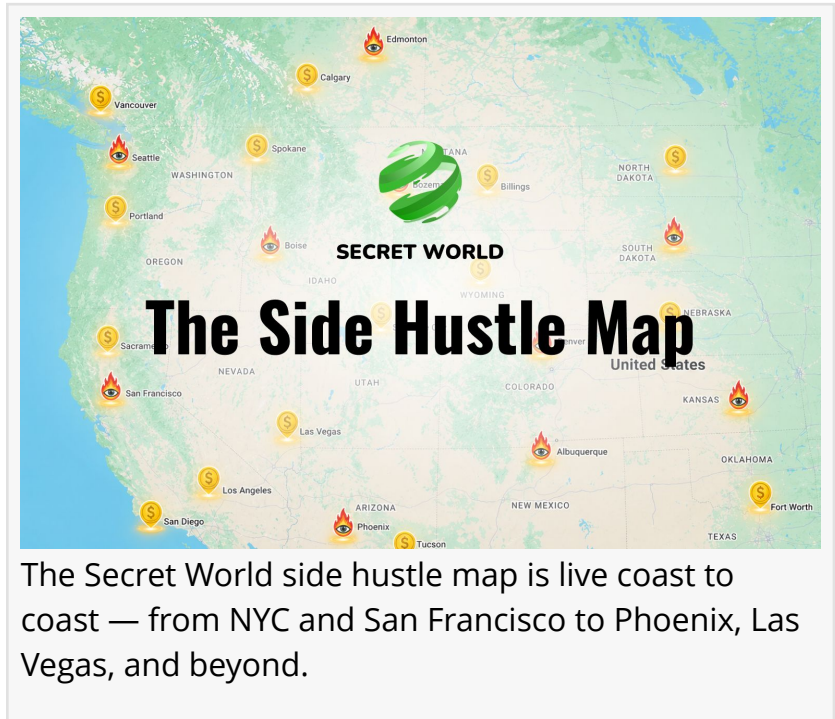 Edmonton
Calgary
Vancouver
Seattle
Spokane
MONTANA
WASHINGTON
Billings
NORTH
DAKOTA
Portland
Boise
SOUTH
DAKOTA
SECRET WORLD
OREGON
IDAHO
WYOMING
NEBRASKA
The Side Hustle Map
United States
NEVADA
UTAH
COLORADO
San Francisco
KANSAS
Las Vegas
Albuquerque
OKLAHOMA
Los Angeles
ARIZONA
NEW MEXICO
Fort Worth
San Diego
Phoenix
TEXAS
Tucson
The Secret World side hustle map is live coast to
coast — from NYC and San Francisco to Phoenix, Las
Vegas, and beyond.